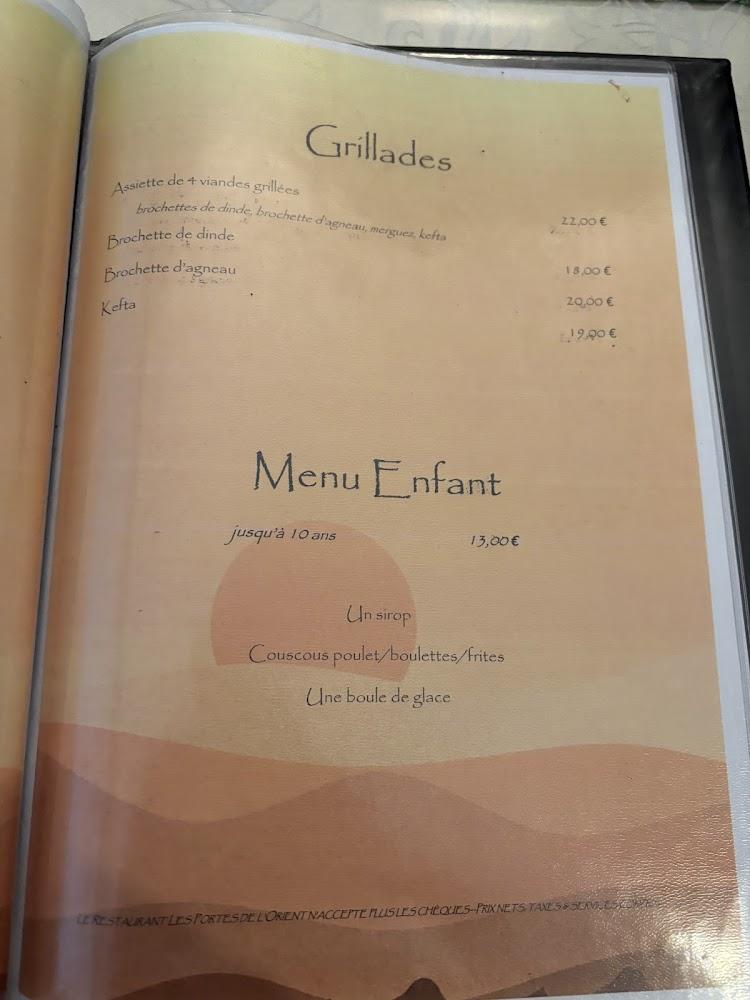 Grillades
Assiette de 4 viandes grillées
brochettes de dinde, brochette d'agneau, merguez, kefta 22,00 €
Brochette de dinde 18,00 €
Brochette d'agneau 20,00 €
Kefta 19,00 €
Menu Enfant
jusqu'à 10 ans 13,00 €
Un sirop
Couscous poulet/boulettes/frites
Une boule de glace
LE RESTAURANT LES PORTES DE L'ORIENT N'ACCEPTE PLUS LES CHÈQUES–PRIX NETS TAXES & SERVICES